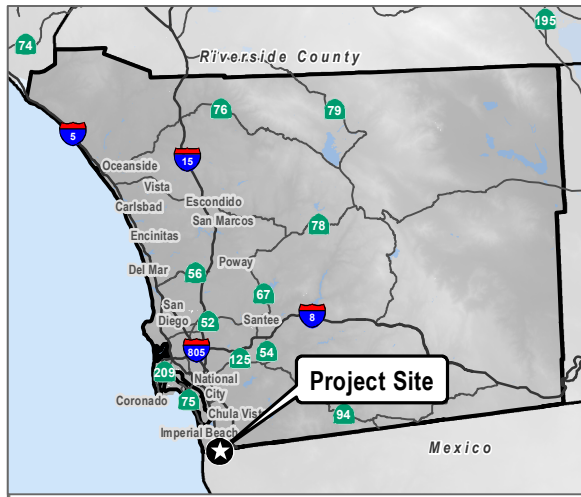 195
74
Riverside County
76
79
5
15
Oceanside
Vista
Escondido
Carlsbad
San Marcos
78
Encinitas
Poway
Del Mar
56
67
San
Diego
52
Santee
8
805
125
54
209
National
City
Project Site
Coronado
75
Chula Vista
94
Imperial Beach
Mexico